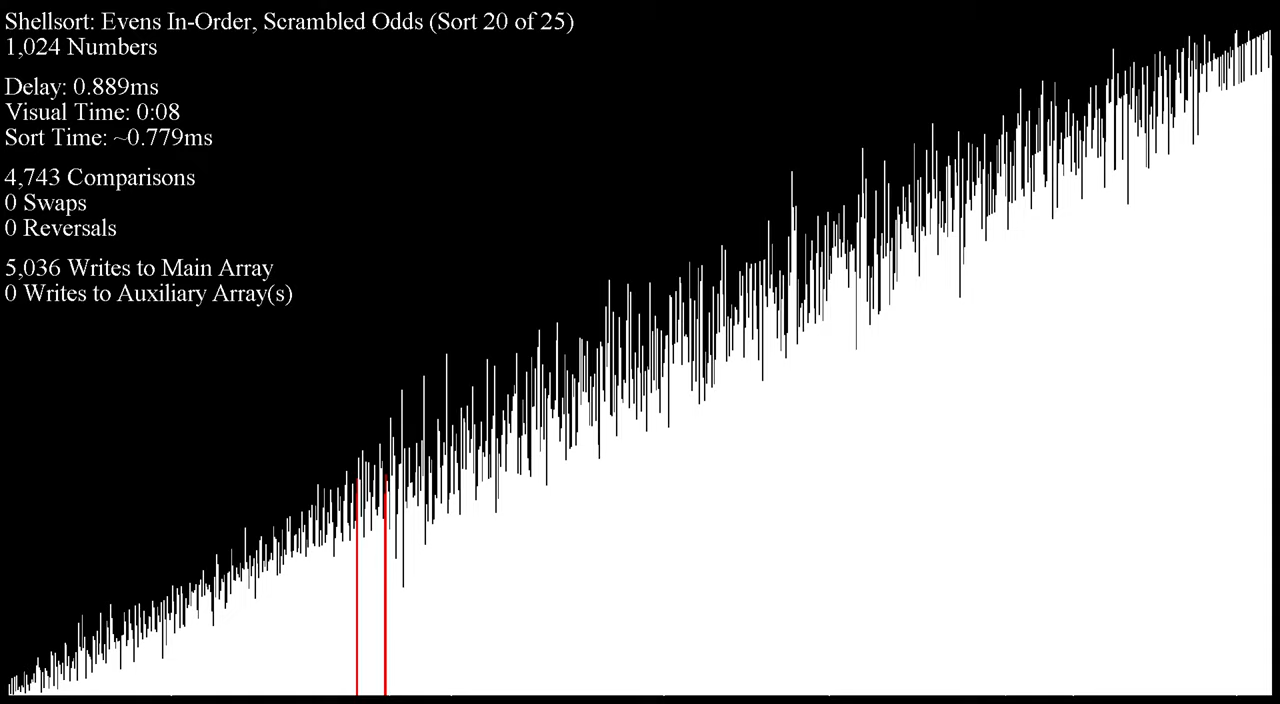 Shellsort: Evens In-Order, Scrambled Odds (Sort 20 of 25)
1,024 Numbers
Delay: 0.889ms
Visual Time: 0:08
Sort Time: ~0.779ms
4,743 Comparisons
0 Swaps
0 Reversals
5,036 Writes to Main Array
0 Writes to Auxiliary Array(s)